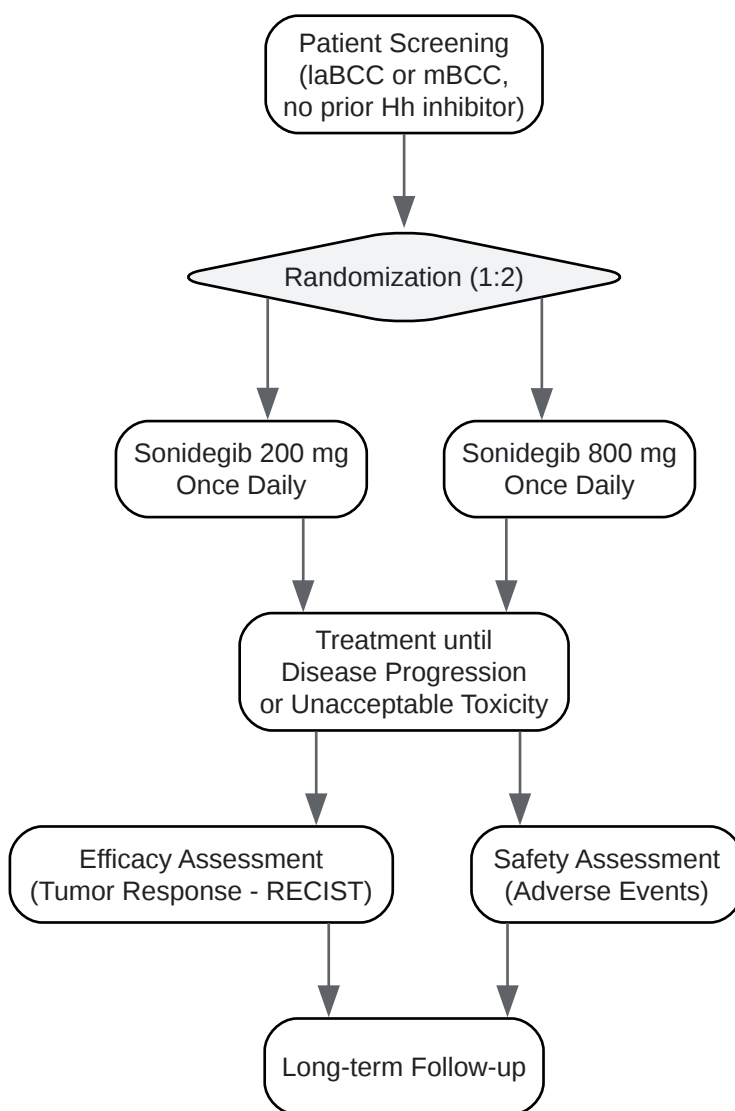 Patient Screening
(laBCC or mBCC,
no prior Hh inhibitor)
Randomization (1:2)
Sonidegib 200 mg
Once Daily
Sonidegib 800 mg
Once Daily
Treatment until
Disease Progression
or Unacceptable Toxicity
Efficacy Assessment
(Tumor Response - RECIST)
Safety Assessment
(Adverse Events)
Long-term Follow-up